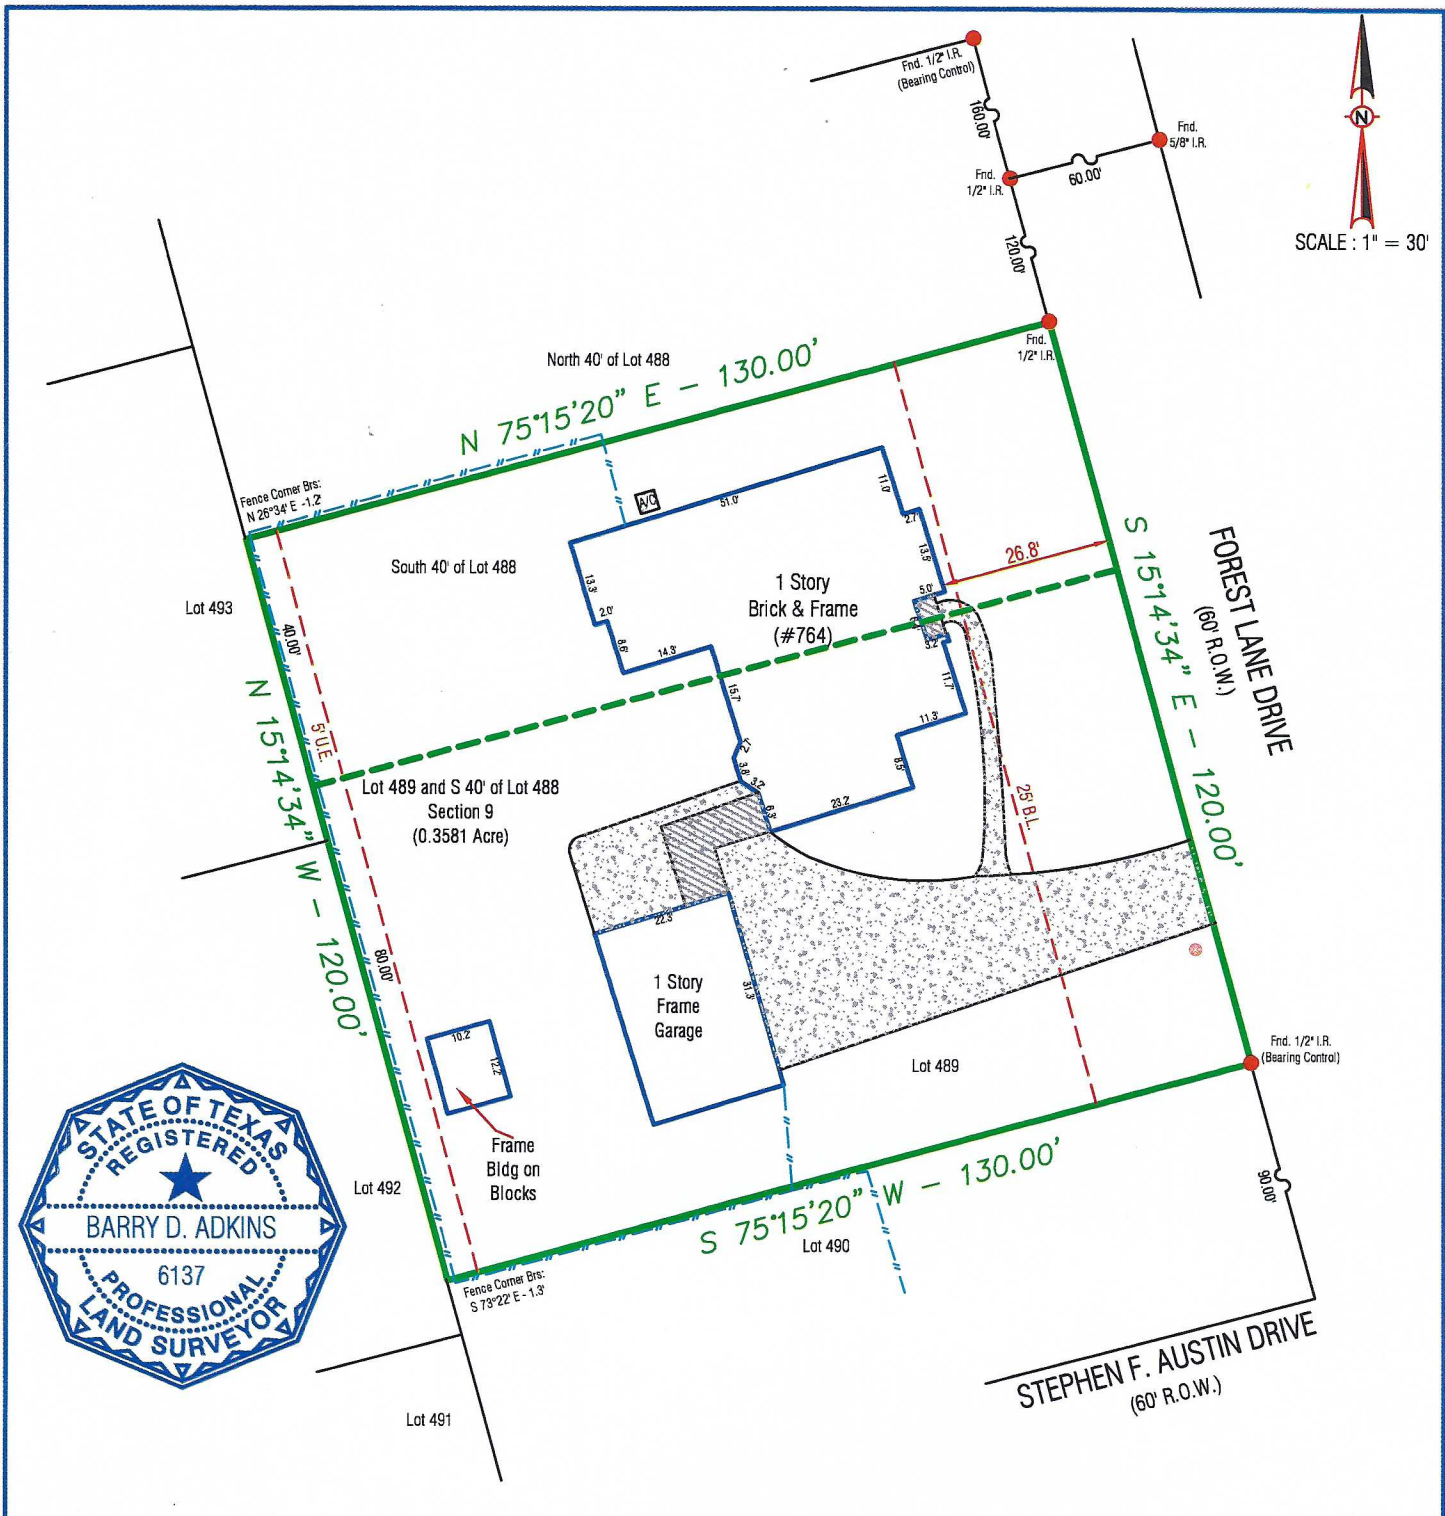 Fnd. 1/2" I.R.
(Bearing Control)
160.00'
Fnd.
5/8" I.R.
Fnd.
1/2" I.R.
60.00'
120.00'
N
SCALE : 1" = 30'
Fnd.
1/2" I.R.
North 40' of Lot 488
N 75°15'20" E - 130.00'
Fence Corner Brs:
N 26°34' E -1.2'
A/C
51.0'
11.0'
2.7'
13.8'
26.8'
South 40' of Lot 488
13.3'
2.0'
8.6'
14.3'
1 Story
Brick & Frame
(#764)
5.0'
3.2'
11.7'
11.3'
8.5'
23.2'
15.7'
3.8'
3.2'
6.3'
S 15°14'34" E - 120.00'
FOREST LANE DRIVE
(60' R.O.W.)
Lot 493
40.00'
5' U.E.
N 15°14'34" W - 120.00'
Lot 489 and S 40' of Lot 488
Section 9
(0.3581 Acre)
25' B.L.
80.00'
22.3'
31.3'
1 Story
Frame
Garage
10.2'
12.2'
Frame
Bldg on
Blocks
Lot 489
Fnd. 1/2" I.R.
(Bearing Control)
S 75°15'20" W - 130.00'
Lot 490
90.00'
Lot 492
Fence Corner Brs:
S 73°22' E - 1.3'
STATE OF TEXAS
REGISTERED
BARRY D. ADKINS
6137
PROFESSIONAL
LAND SURVEYOR
STEPHEN F. AUSTIN DRIVE
(60' R.O.W.)
Lot 491